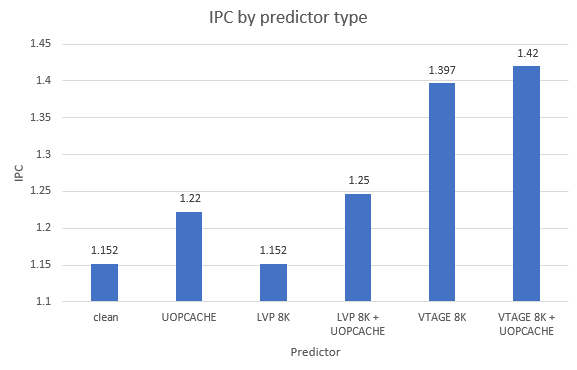 IPC by predictor type
1.45
1.4
1.35
1.3
1.25
1.2
1.15
1.1
IPC
1.152
1.22
1.152
1.25
1.397
1.42
clean
UOPCACHE
LVP 8K
LVP 8K +
UOPCACHE
VTAGE 8K
VTAGE 8K +
UOPCACHE
Predictor